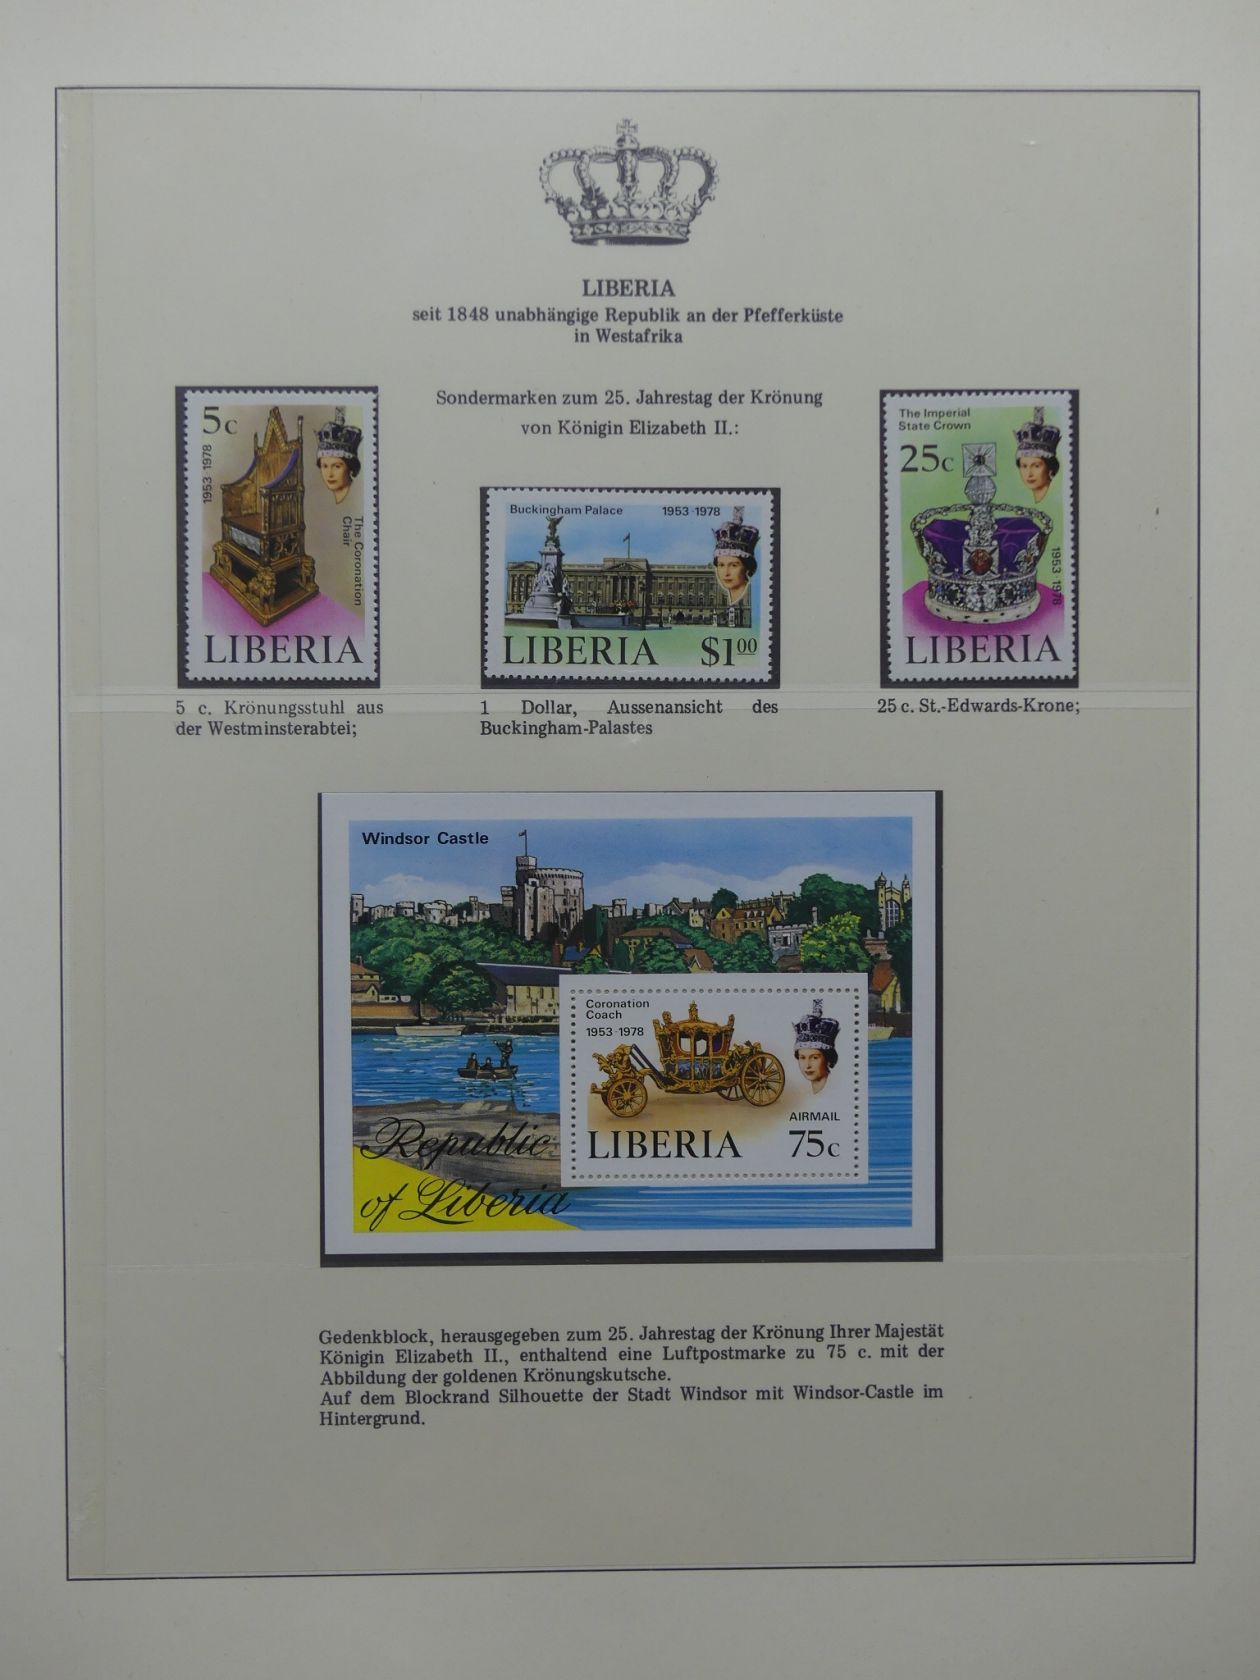 LIBERIA
seit 1848 unabhängige Republik an der Pfefferküste
in Westafrika
Sondermarken zum 25. Jahrestag der Krönung
von Königin Elizabeth II.:
5c
1953-1978
The Coronation
Chair
LIBERIA
Buckingham Palace 1953-1978
LIBERIA $1.00
The Imperial
State Crown
25c
1953-1978
LIBERIA
5 c. Krönungsstuhl aus
der Westminsterabtei;
1 Dollar, Aussenansicht des
Buckingham-Palastes
25 c. St.-Edwards-Krone;
Windsor Castle
Coronation
Coach
1953-1978
AIRMAIL
LIBERIA 75c
Republic
of Liberia
Gedenkblock, herausgegeben zum 25. Jahrestag der Krönung Ihrer Majestät
Königin Elizabeth II., enthaltend eine Luftpostmarke zu 75 c. mit der
Abbildung der goldenen Krönungskutsche.
Auf dem Blockrand Silhouette der Stadt Windsor mit Windsor-Castle im
Hintergrund.